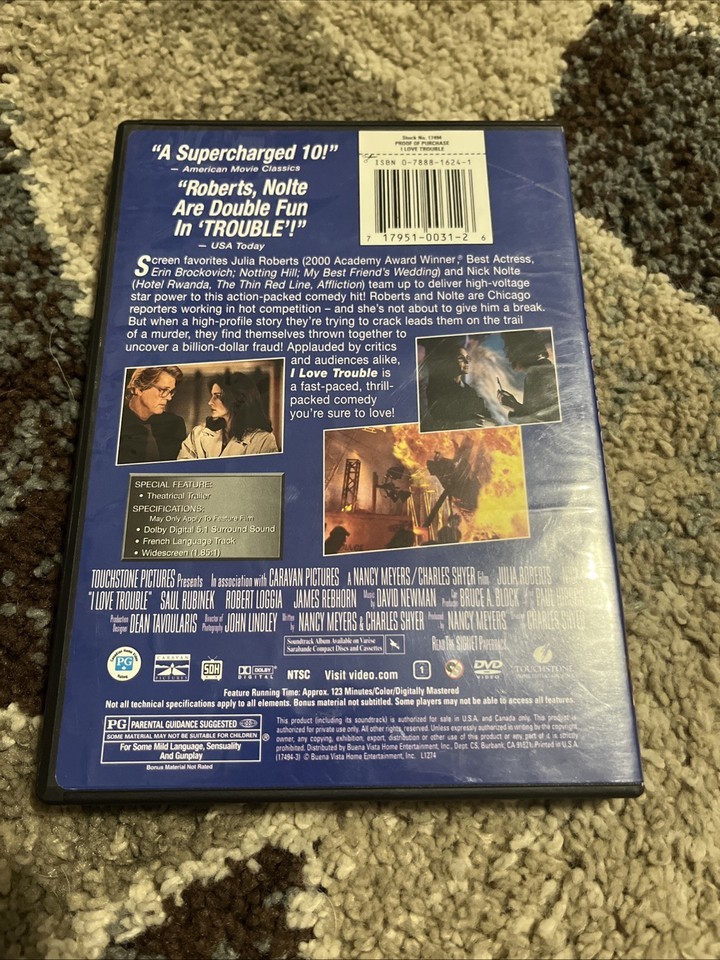 "A Supercharged 10!"
— American Movie Classics
"Roberts, Nolte
Are Double Fun
In 'TROUBLE'!"
— USA Today
Stock No. 17494
PROOF OF PURCHASE
I LOVE TROUBLE
ISBN 0-7888-1624-1
7 17951-0031-2 6
Screen favorites Julia Roberts (2000 Academy Award Winner,® Best Actress,
Erin Brockovich; Notting Hill; My Best Friend's Wedding) and Nick Nolte
(Hotel Rwanda, The Thin Red Line, Affliction) team up to deliver high-voltage
star power to this action-packed comedy hit! Roberts and Nolte are Chicago
reporters working in hot competition – and she's not about to give him a break.
But when a high-profile story they're trying to crack leads them on the trail
of a murder, they find themselves thrown together to
uncover a billion-dollar fraud! Applauded by critics
and audiences alike,
I Love Trouble is
a fast-paced, thrill-
packed comedy
you're sure to love!
SPECIAL FEATURE:
• Theatrical Trailer
SPECIFICATIONS:
May Only Apply To Feature Film
• Dolby Digital 5.1 Surround Sound
• French Language Track
• Widescreen (1.85:1)
TOUCHSTONE PICTURES Presents In association with CARAVAN PICTURES A NANCY MEYERS/CHARLES SHYER Film JULIA ROBERTS
"I LOVE TROUBLE" SAUL RUBINEK ROBERT LOGGIA JAMES REBHORN Music by DAVID NEWMAN Co-Producer BRUCE A. BLOCK
Production Designer DEAN TAVOULARIS Director of Photography JOHN LINDLEY Written by NANCY MEYERS & CHARLES SHYER Produced by NANCY MEYERS CHARLES SHYER
Soundtrack Album Available on Varèse
Sarabande Compact Discs and Cassettes
READ THE SIGNET PAPERBACK
PG
CARAVAN
PICTURES
SDH
DOLBY
DIGITAL
NTSC
Visit video.com
1
DVD
VIDEO
TOUCHSTONE
Feature Running Time: Approx. 123 Minutes/Color/Digitally Mastered
Not all technical specifications apply to all elements. Bonus material not subtitled. Some players may not be able to access all features.
PG PARENTAL GUIDANCE SUGGESTED
SOME MATERIAL MAY NOT BE SUITABLE FOR CHILDREN ®
For Some Mild Language, Sensuality
And Gunplay
Bonus Material Not Rated
This product (including its soundtrack) is authorized for sale in U.S.A. and Canada only. This product is
authorized for private use only. All other rights reserved. Unless expressly authorized in writing by the copyright
owner, any copying, exhibition, export, distribution or other use of this product or any part of it is strictly
prohibited. Distributed by Buena Vista Home Entertainment, Inc., Dept. CS, Burbank, CA 91521. Printed in U.S.A.
(17494-3) © Buena Vista Home Entertainment, Inc. L1274